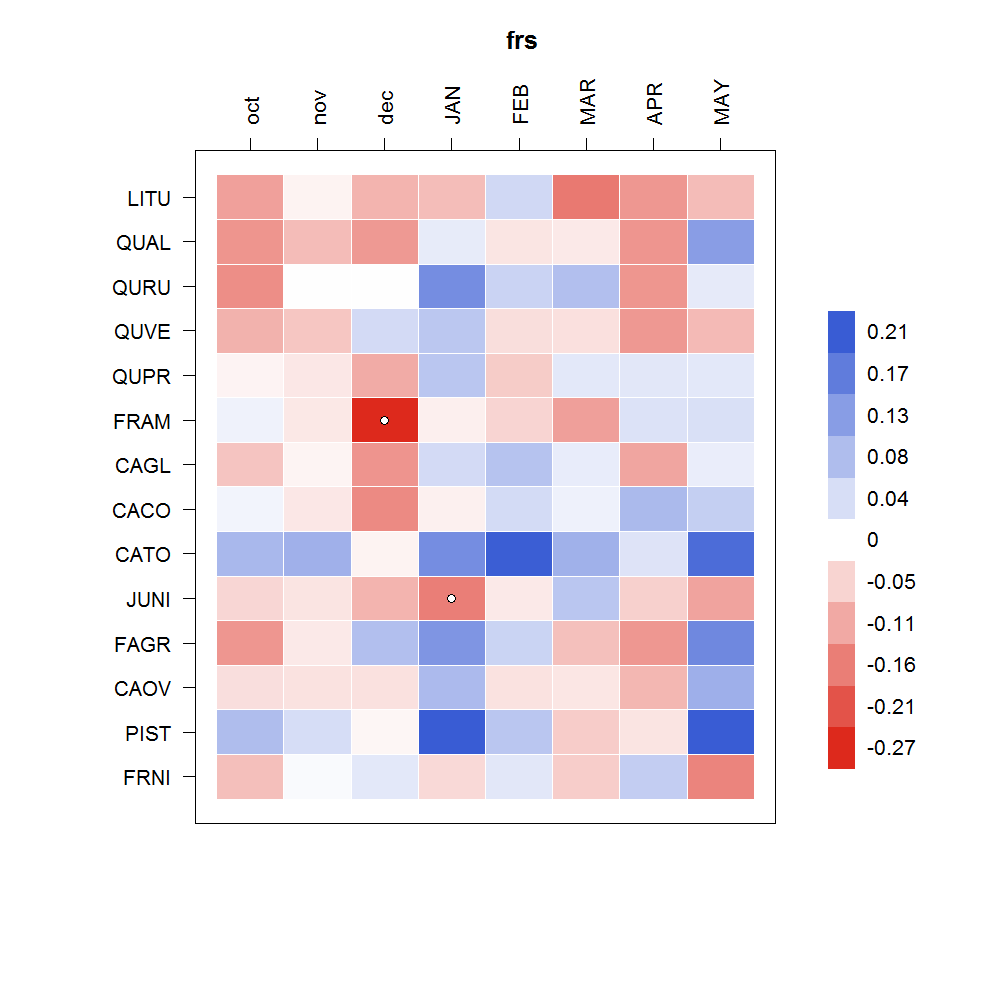 frs
oct nov dec JAN FEB MAR APR MAY
LITU
QUAL
QURU
QUVE
QUPR
FRAM
CAGL
CACO
CATO
JUNI
FAGR
CAOV
PIST
FRNI
0.21
0.17
0.13
0.08
0.04
0
-0.05
-0.11
-0.16
-0.21
-0.27